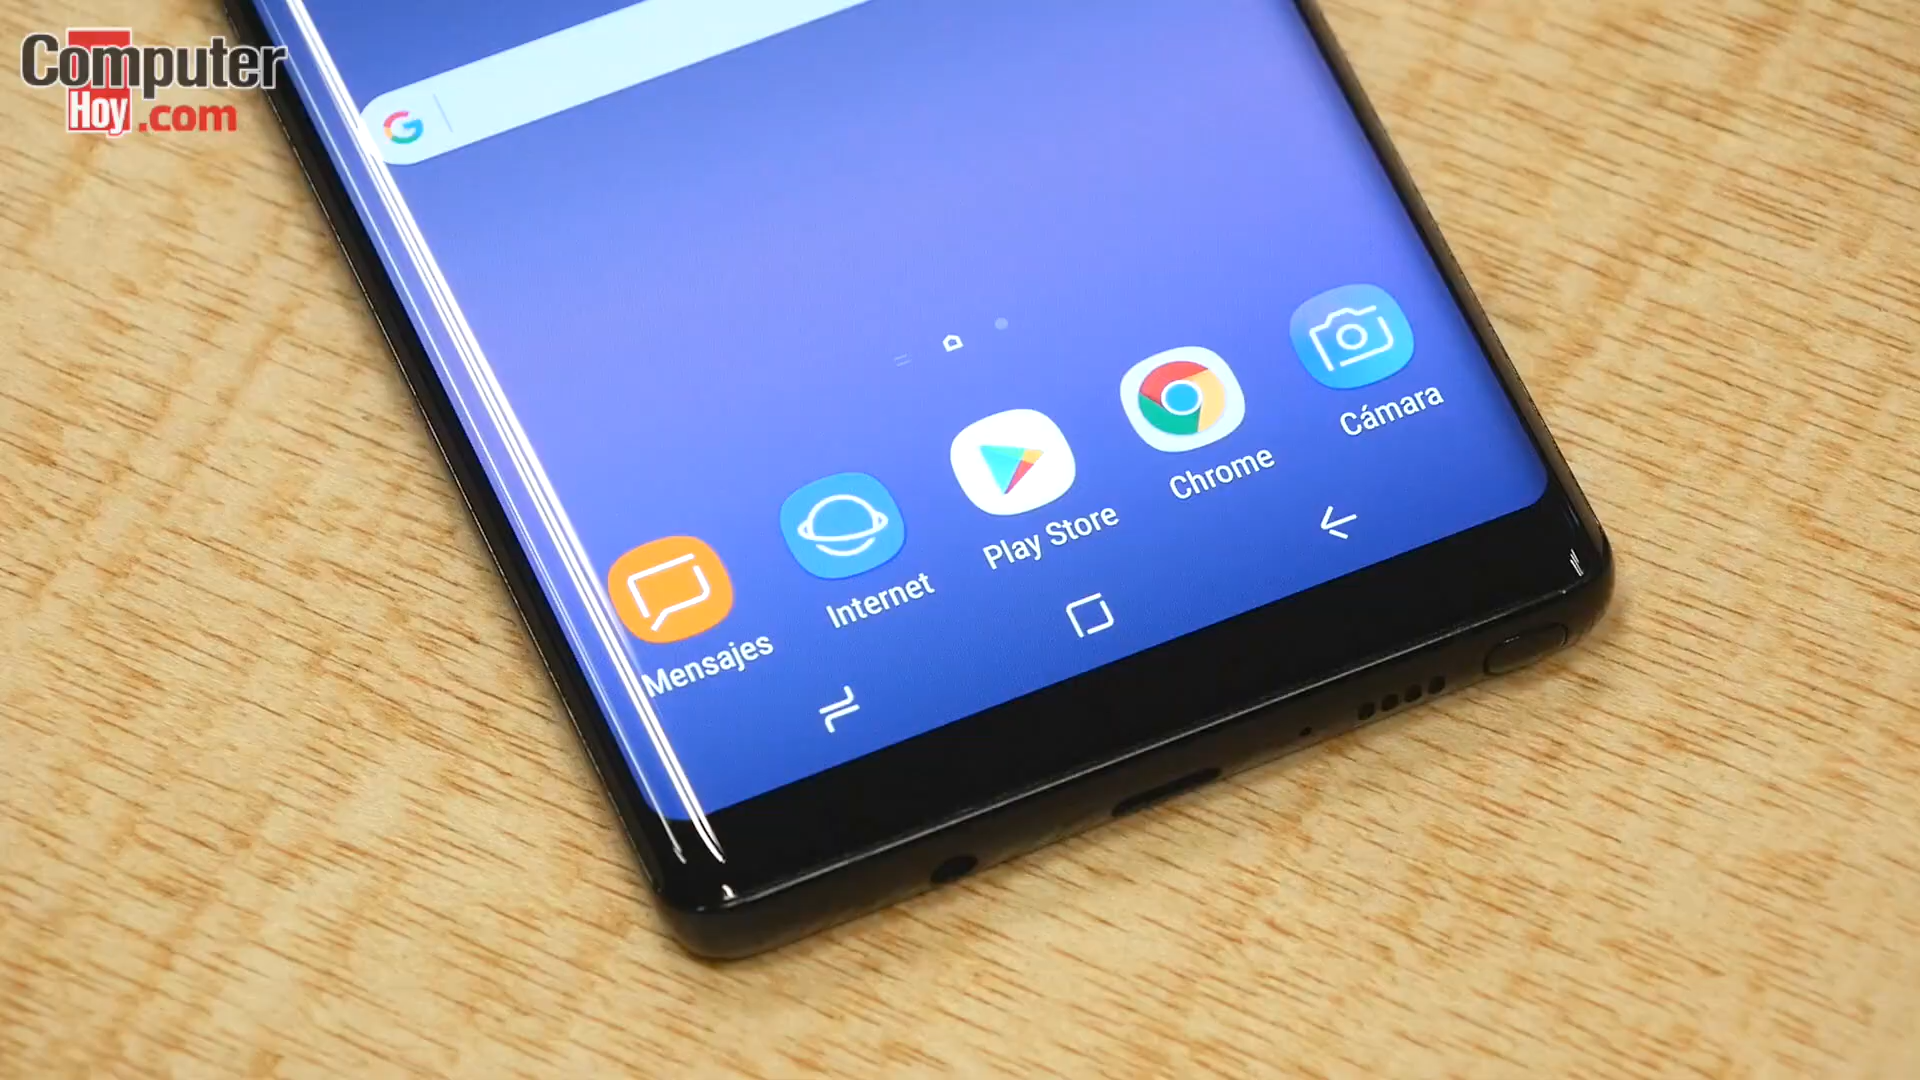 Computer
Hoy.com
G
Mensajes
Internet
Play Store
Chrome
Cámara